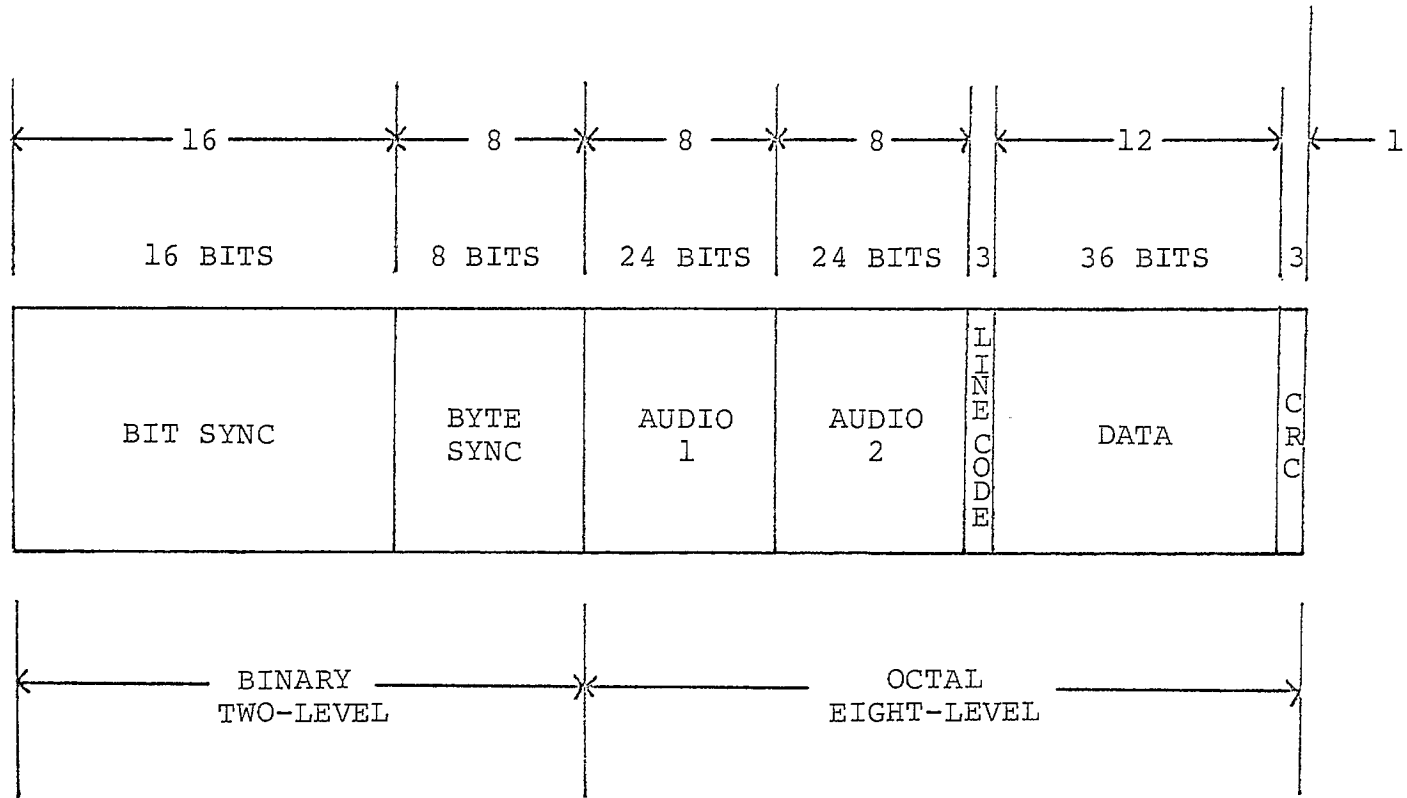 16 8 8 8 12 1
16 BITS 8 BITS 24 BITS 24 BITS 3 36 BITS 3
BIT SYNC
BYTE
SYNC
AUDIO
1
AUDIO
2
LINE CODE
DATA
CRC
BINARY
TWO-LEVEL
OCTAL
EIGHT-LEVEL